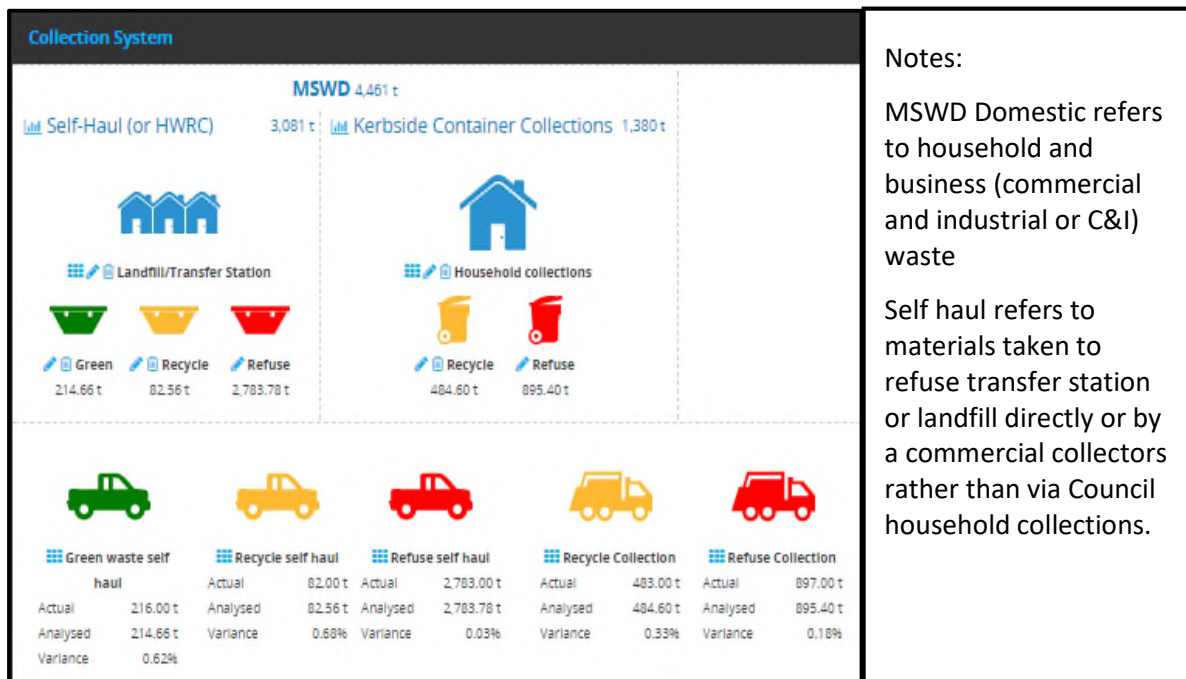 Collection System
MSWD 4,461 t
Self-Haul (or HWRC) 3,081 t
Kerbside Container Collections 1,380 t
Landfill/Transfer Station
Household collections
Green Recycle Refuse
214.66 t 82.56 t 2,783.78 t
Recycle Refuse
484.60 t 895.40 t
Green waste self
haul
Actual 216.00 t
Analysed 214.66 t
Variance 0.62%
Recycle self haul
Actual 82.00 t
Analysed 82.56 t
Variance 0.68%
Refuse self haul
Actual 2,783.00 t
Analysed 2,783.78 t
Variance 0.03%
Recycle Collection
Actual 483.00 t
Analysed 484.60 t
Variance 0.33%
Refuse Collection
Actual 897.00 t
Analysed 895.40 t
Variance 0.18%
Notes:
MSWD Domestic refers
to household and
business (commercial
and industrial or C&I)
waste
Self haul refers to
materials taken to
refuse transfer station
or landfill directly or by
a commercial collectors
rather than via Council
household collections.